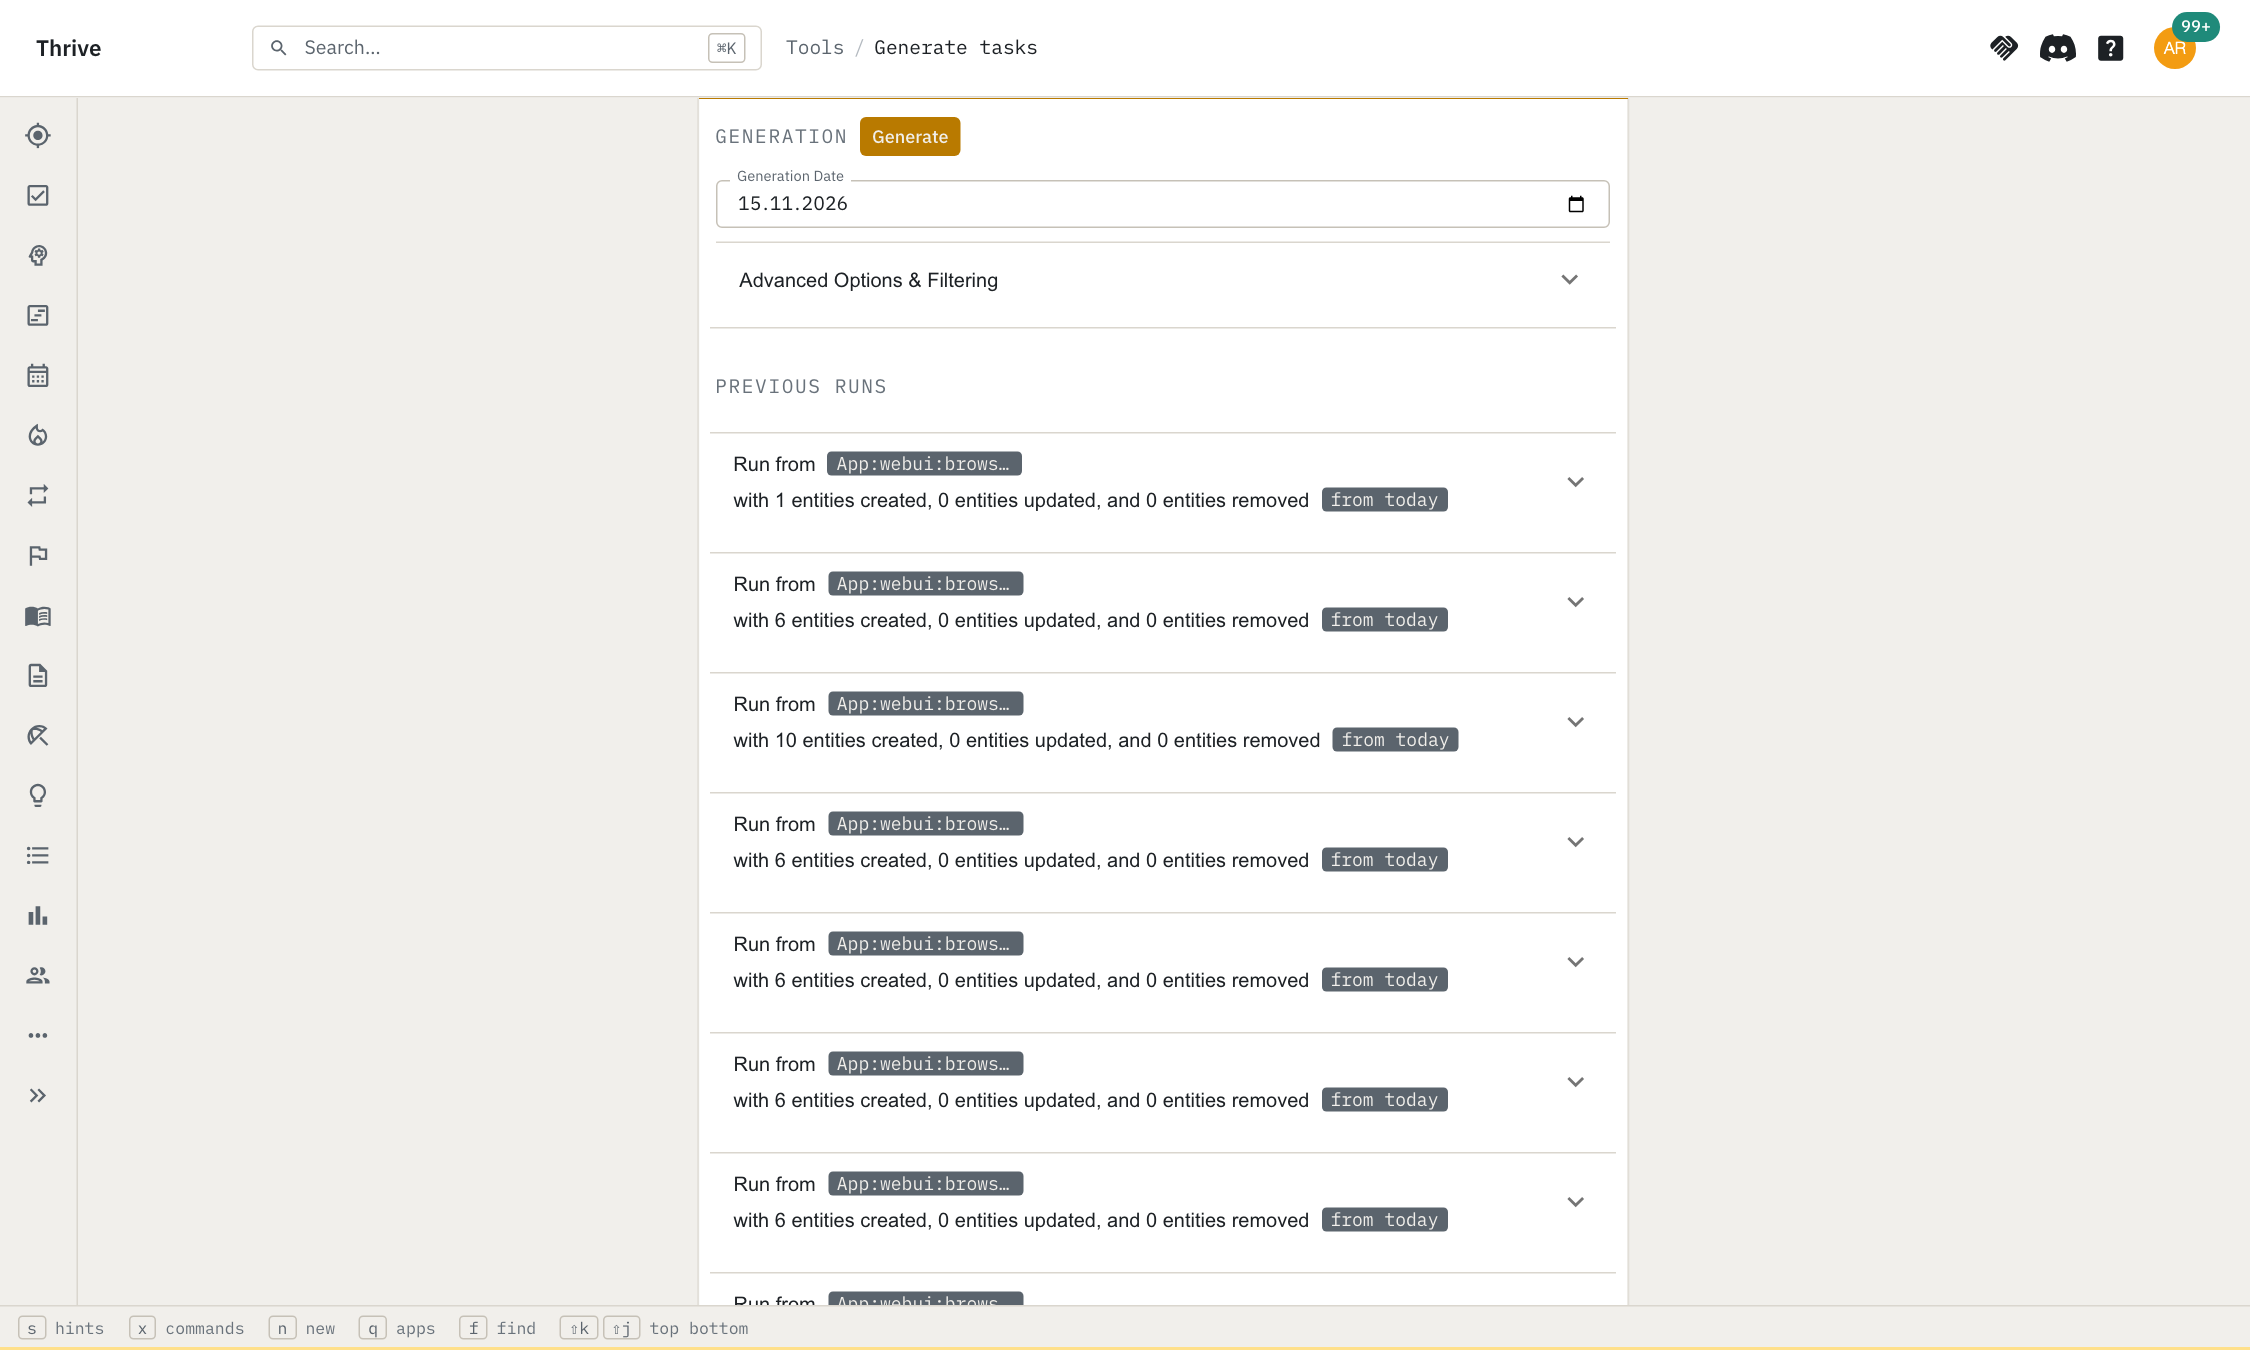 Thrive
Search...
⌘K
Tools / Generate tasks
99+
AR
GENERATION
Generate
Generation Date
15.11.2026
Advanced Options & Filtering
PREVIOUS RUNS
Run from App:webui:brows…
with 1 entities created, 0 entities updated, and 0 entities removed from today
Run from App:webui:brows…
with 6 entities created, 0 entities updated, and 0 entities removed from today
Run from App:webui:brows…
with 10 entities created, 0 entities updated, and 0 entities removed from today
Run from App:webui:brows…
with 6 entities created, 0 entities updated, and 0 entities removed from today
Run from App:webui:brows…
with 6 entities created, 0 entities updated, and 0 entities removed from today
Run from App:webui:brows…
with 6 entities created, 0 entities updated, and 0 entities removed from today
Run from App:webui:brows…
with 6 entities created, 0 entities updated, and 0 entities removed from today
Run from App:webui:brows…
s hints x commands n new q apps f find ⇧k ⇧j top bottom